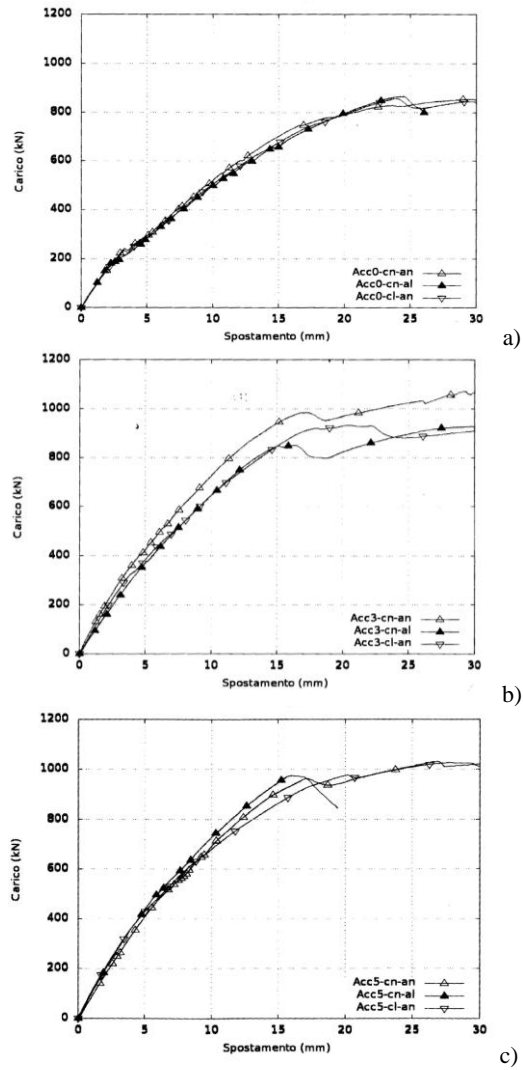 1200
1000
800
600
400
200
0
Carico (kN)
Acc0-cn-an
Acc0-cn-al
Acc0-cl-an
0 5 10 15 20 25 30
Spostamento (mm)
a)
1200
1000
800
600
400
200
0
Carico (kN)
Acc3-cn-an
Acc3-cn-al
Acc3-cl-an
0 5 10 15 20 25 30
Spostamento (mm)
b)
1200
1000
800
600
400
200
0
Carico (kN)
Acc5-cn-an
Acc5-cn-al
Acc5-cl-an
0 5 10 15 20 25 30
Spostamento (mm)
c)